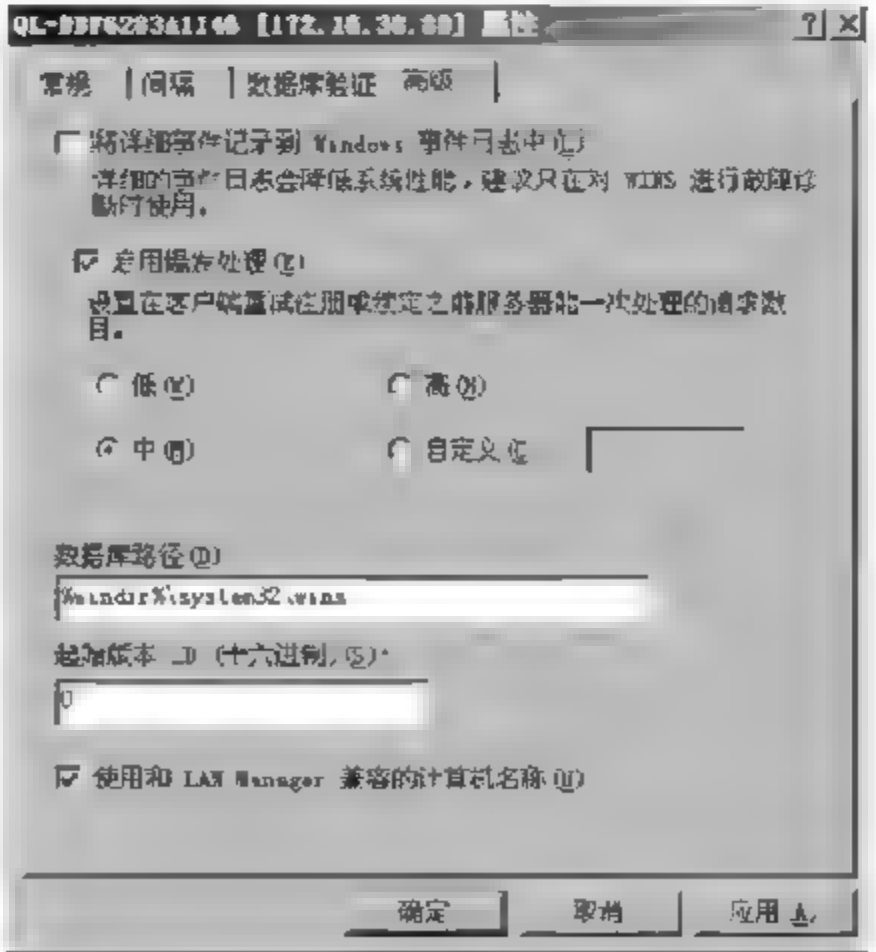 属性
常规 间隔 数据库验证 高级
将详细事件记录到 Windows 事件日志中(L)
详细的事件日志会降低系统性能，建议只在对 WINS 进行故障诊
断时使用。
启用爆发处理(E)
设置在客户端重试注册或续定之前服务器能一次处理的请求数
目。
低 高
中 自定义
数据库路径(D)
%windir%\system32\wins
起始版本 ID (十六进制)(S):
0
使用和 LAN Manager 兼容的计算机名称(U)
确定 取消 应用 A